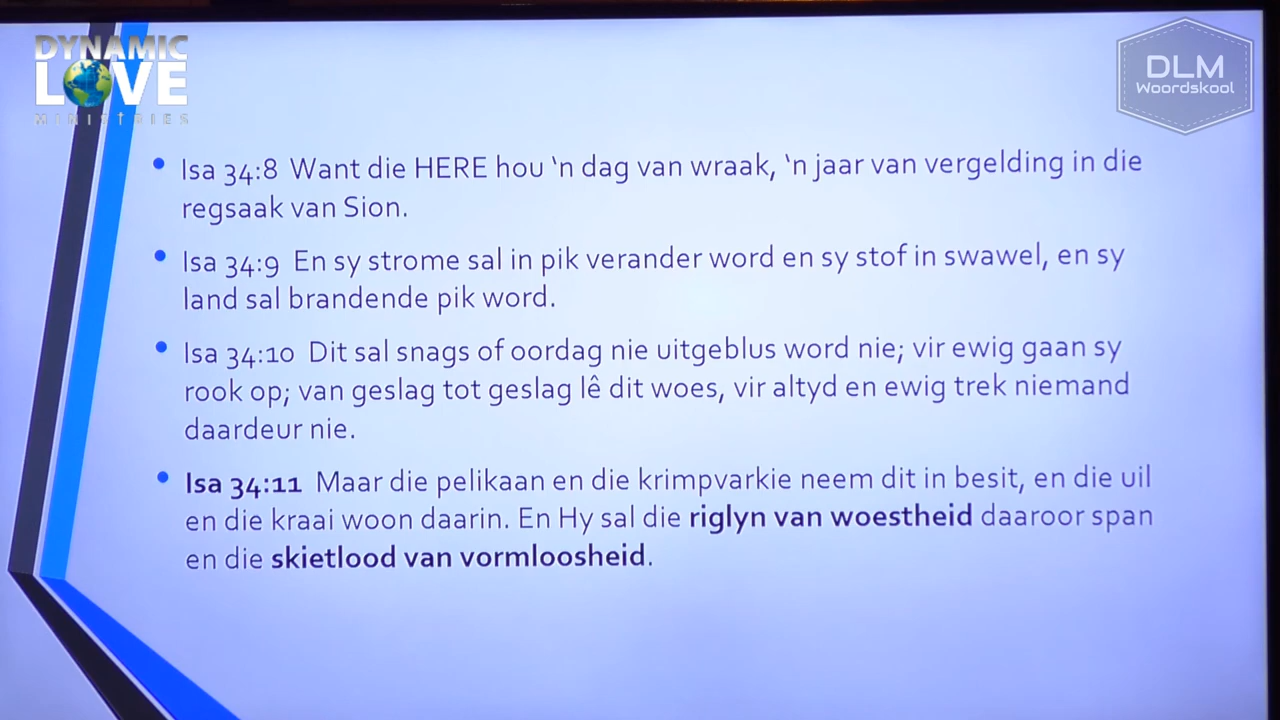 DYNAMIC
LOVE
MINISTRIES
DLM
Woordskool
• Isa 34:8 Want die HERE hou ‘n dag van wraak, ‘n jaar van vergelding in die
regsaak van Sion.
• Isa 34:9 En sy strome sal in pik verander word en sy stof in swawel, en sy
land sal brandende pik word.
• Isa 34:10 Dit sal snags of oordag nie uitgeblus word nie; vir ewig gaan sy
rook op; van geslag tot geslag lê dit woes, vir altyd en ewig trek niemand
daardeur nie.
• Isa 34:11 Maar die pelikaan en die krimpvarkie neem dit in besit, en die uil
en die kraai woon daarin. En Hy sal die riglyn van woestheid daaroor span
en die skietlood van vormloosheid.